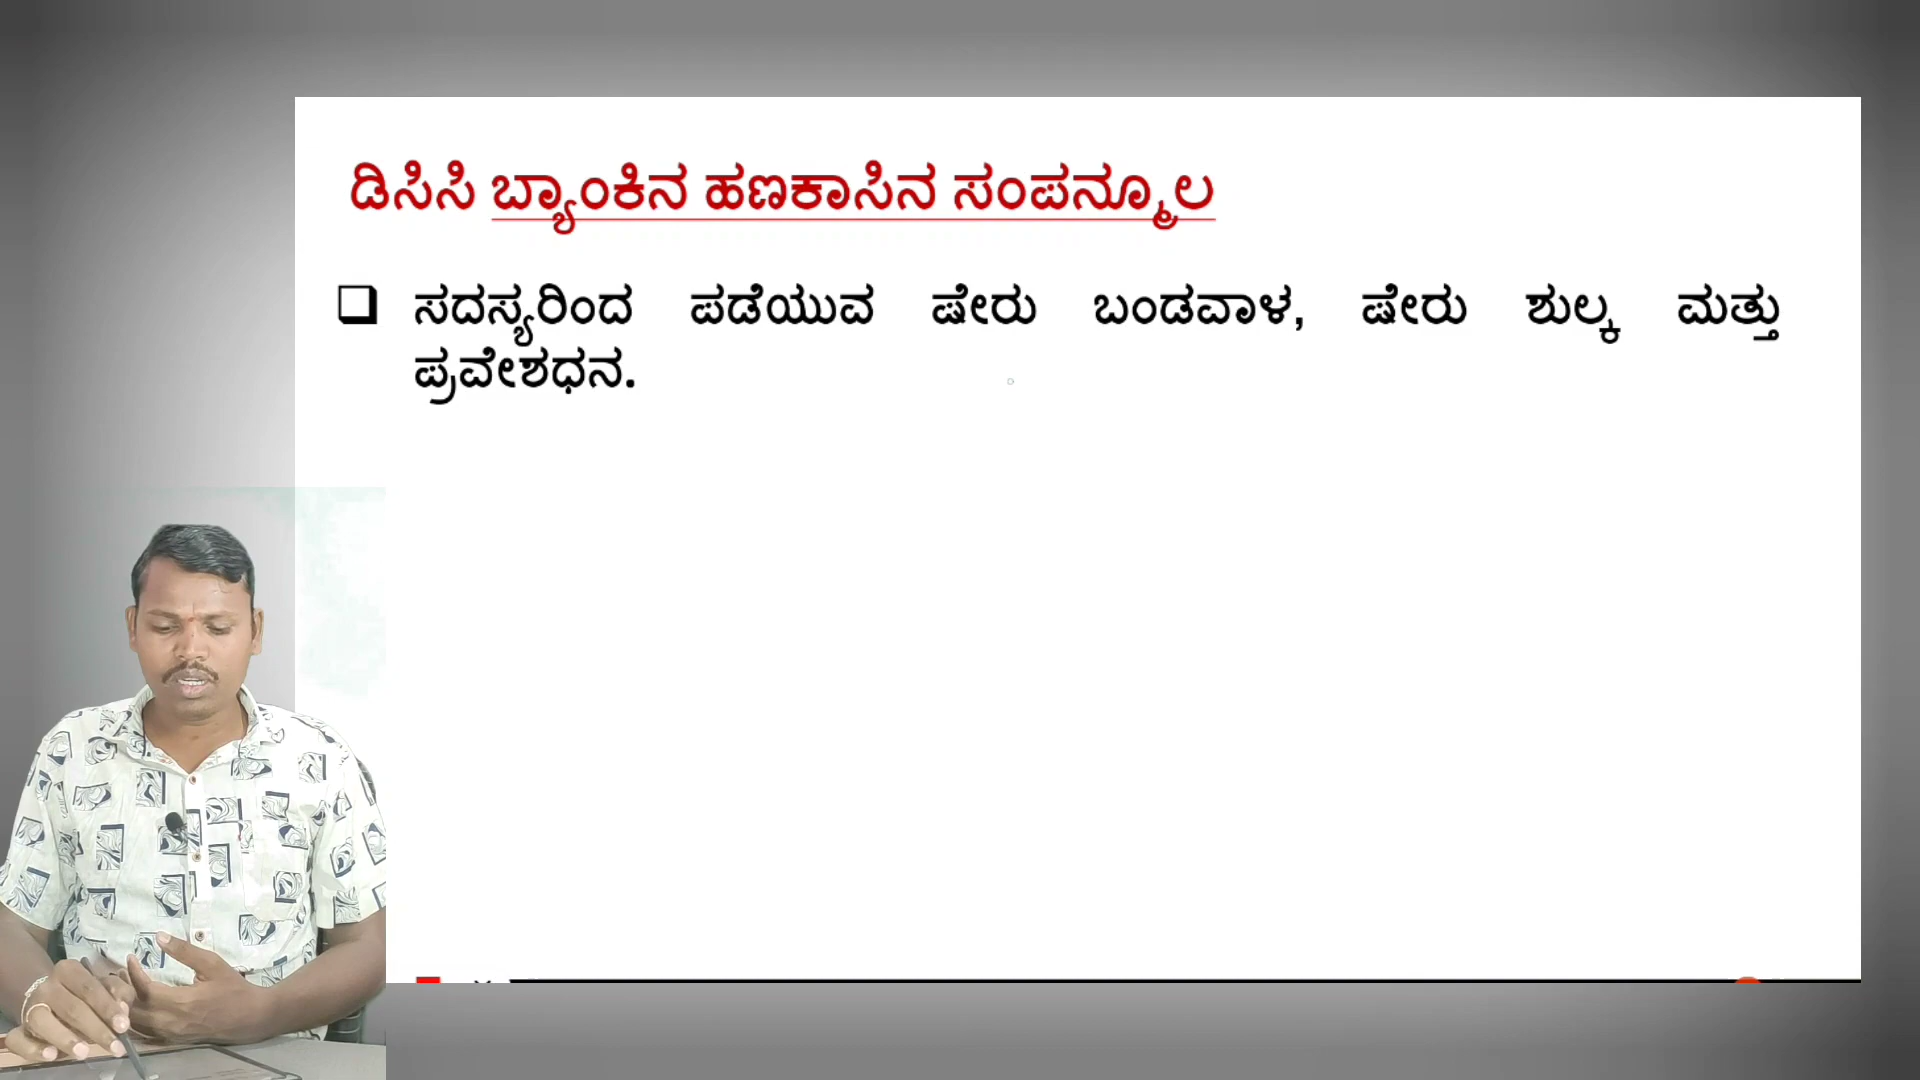 ಡಿಸಿಸಿ ಬ್ಯಾಂಕಿನ ಹಣಕಾಸಿನ ಸಂಪನ್ಮೂಲ
❑ ಸದಸ್ಯರಿಂದ ಪಡೆಯುವ ಷೇರು ಬಂಡವಾಳ, ಷೇರು ಶುಲ್ಕ ಮತ್ತು
ಪ್ರವೇಶಧನ.